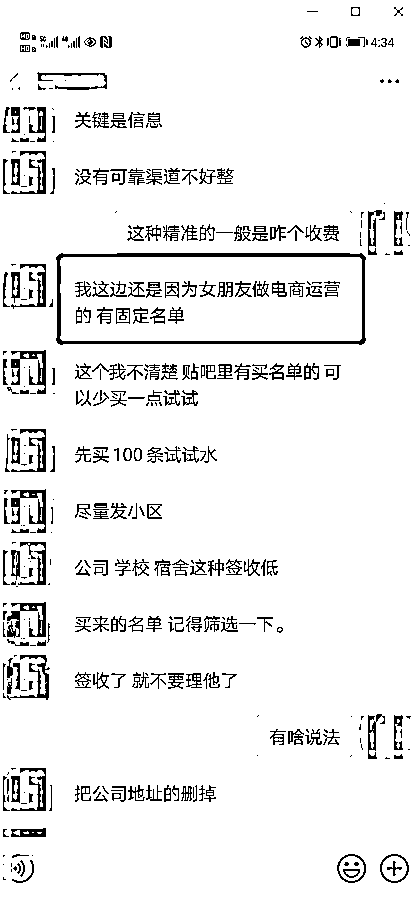 4:34
关键是信息
没有可靠渠道不好整
这种精准的一般是咋个收费
我这边还是因为女朋友做电商运营
的 有固定名单
这个我不清楚 贴吧里有买名单的 可
以少买一点试试
先买 100 条试试水
尽量发小区
公司 学校 宿舍这种签收低
买来的名单 记得筛选一下。
签收了 就不要理他了
有啥说法
把公司地址的删掉